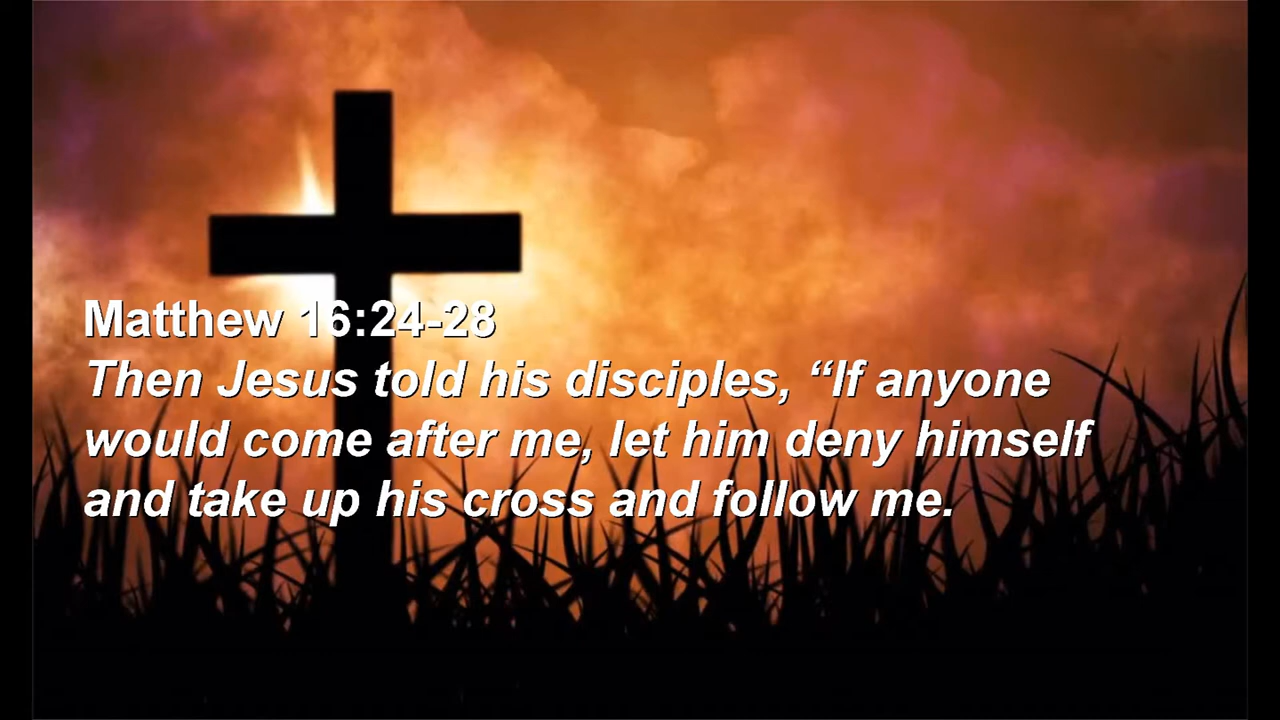 Matthew 16:24-28
Then Jesus told his disciples, “If anyone
would come after me, let him deny himself
and take up his cross and follow me.